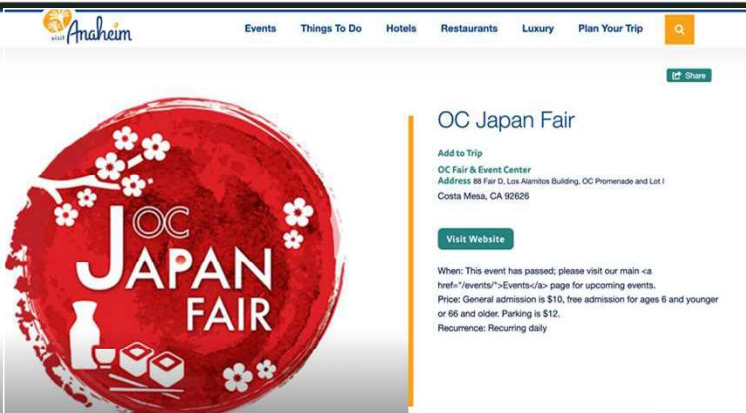 visit Anaheim
Events Things To Do Hotels Restaurants Luxury Plan Your Trip
Share
OC Japan Fair
Add to Trip
OC Fair & Event Center
Address 88 Fair D, Los Alamitos Building, OC Promenade and Lot I
Costa Mesa, CA 92626
Visit Website
When: This event has passed; please visit our main <a
href="/events/">Events</a> page for upcoming events.
Price: General admission is $10, free admission for ages 6 and younger
or 66 and older. Parking is $12.
Recurrence: Recurring daily
OC
JAPAN
FAIR